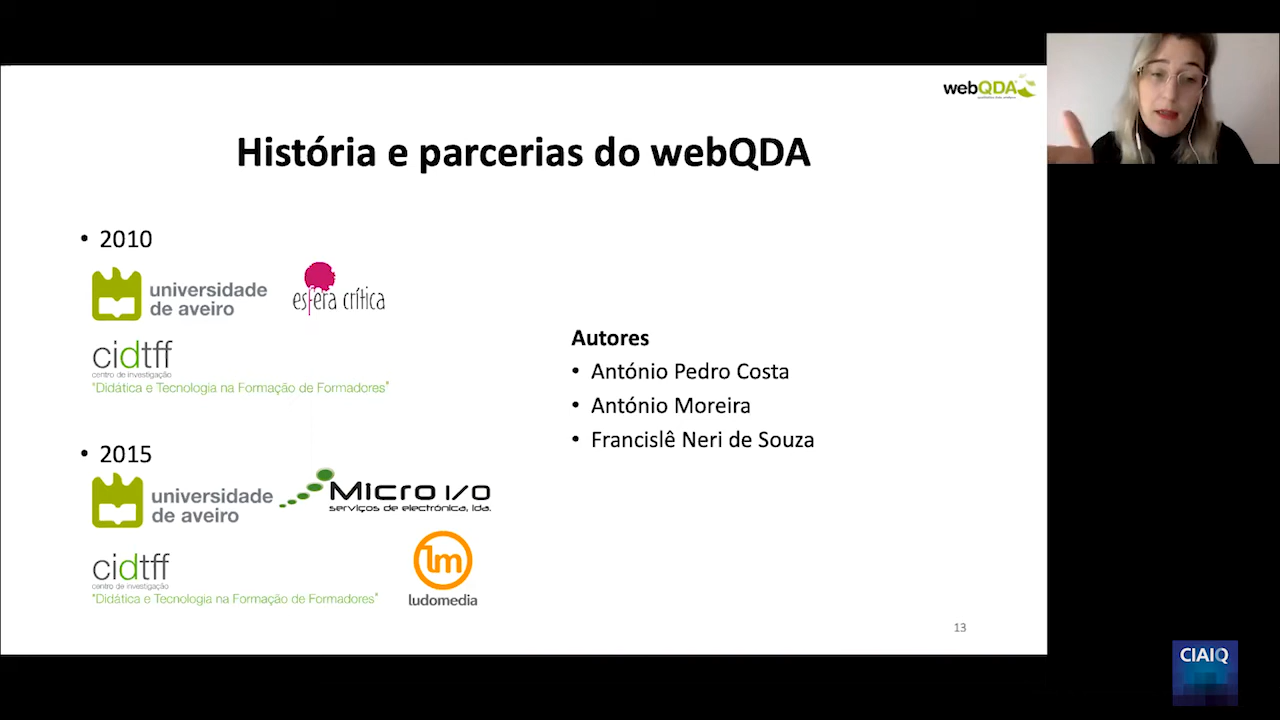 webQDA
História e parcerias do webQDA
• 2010
universidade
de aveiro
esfera crítica
cidtff
centro de investigação
"Didática e Tecnologia na Formação de Formadores"
Autores
• António Pedro Costa
• António Moreira
• Francislê Neri de Souza
• 2015
universidade
de aveiro
Micro I/O
serviços de electrónica, lda.
cidtff
centro de investigação
"Didática e Tecnologia na Formação de Formadores"
lm
ludomedia
13
CIAIQ